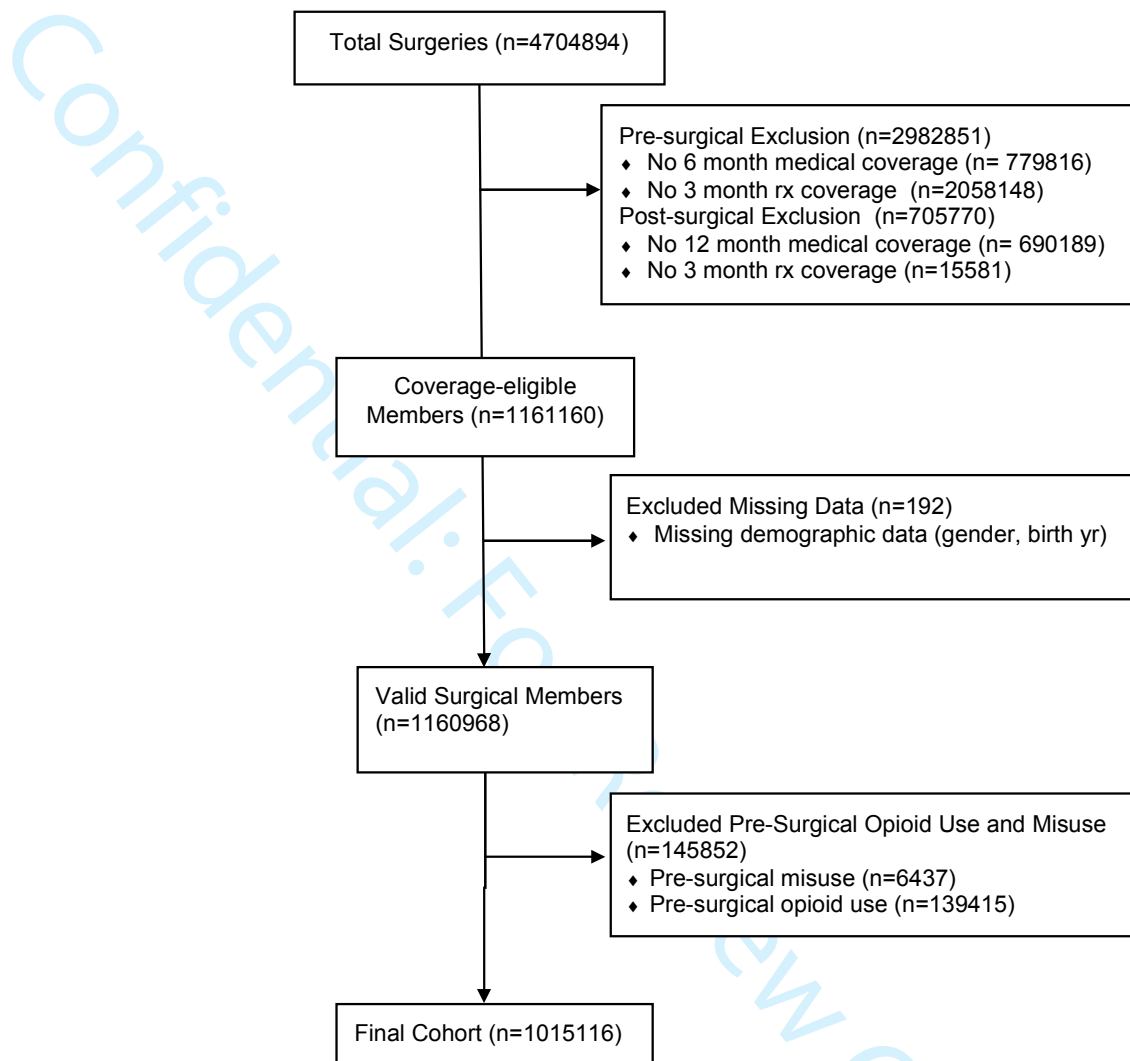 Total Surgeries (n=4704894)
Pre-surgical Exclusion (n=2982851)
♦ No 6 month medical coverage (n= 779816)
♦ No 3 month rx coverage (n=2058148)
Post-surgical Exclusion (n=705770)
♦ No 12 month medical coverage (n= 690189)
♦ No 3 month rx coverage (n=15581)
Coverage-eligible
Members (n=1161160)
Excluded Missing Data (n=192)
♦ Missing demographic data (gender, birth yr)
Valid Surgical Members
(n=1160968)
Excluded Pre-Surgical Opioid Use and Misuse
(n=145852)
♦ Pre-surgical misuse (n=6437)
♦ Pre-surgical opioid use (n=139415)
Final Cohort (n=1015116)
Confidential: For